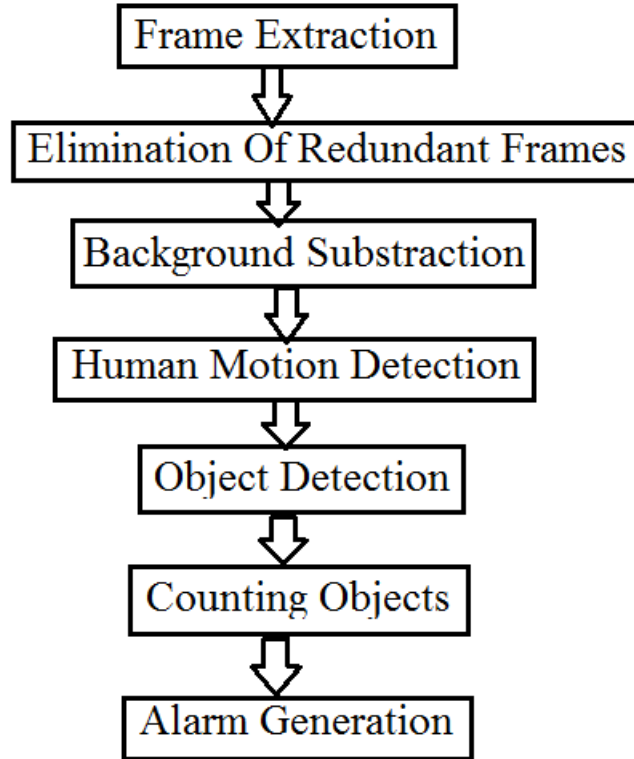 Frame Extraction
Elimination Of Redundant Frames
Background Substraction
Human Motion Detection
Object Detection
Counting Objects
Alarm Generation